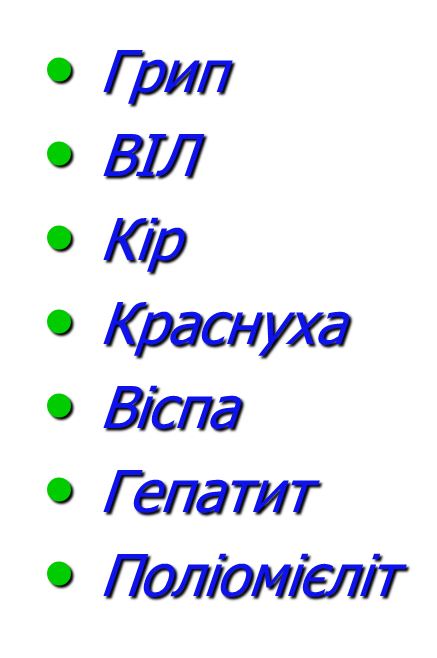 • Грип
• ВІЛ
• Кір
• Краснуха
• Віспа
• Гепатит
• Поліомієліт